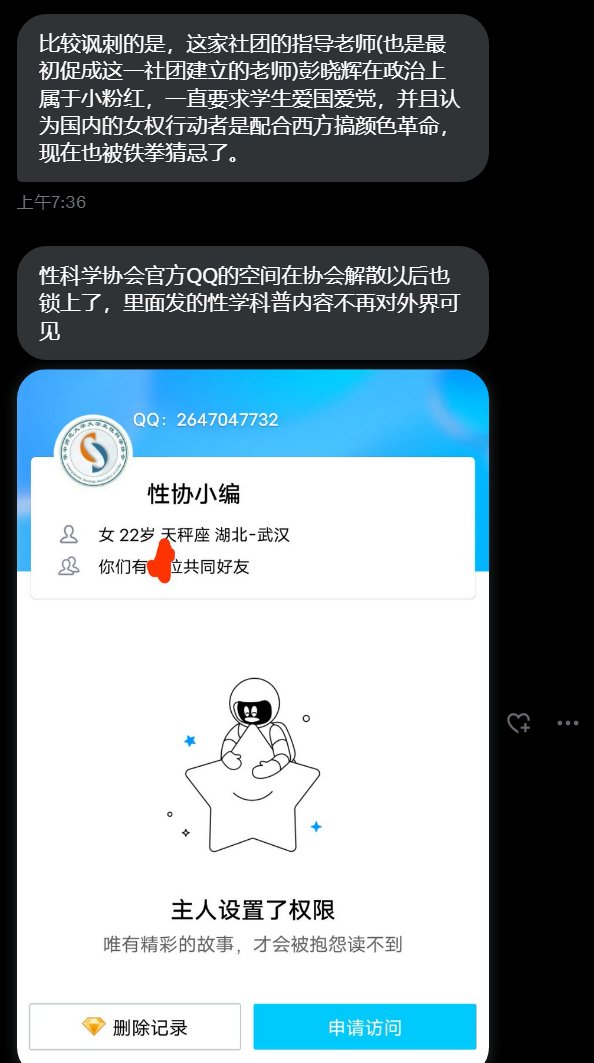 比较讽刺的是，这家社团的指导老师(也是最
初促成这一社团建立的老师)彭晓辉在政治上
属于小粉红，一直要求学生爱国爱党，并且认
为国内的女权行动者是配合西方搞颜色革命，
现在也被铁拳猜忌了。
上午7:36
性科学协会官方QQ的空间在协会解散以后也
锁上了，里面发的性学科普内容不再对外界可
见
QQ：2647047732
性协小编
女 22岁 天秤座 湖北-武汉
你们有位共同好友
主人设置了权限
唯有精彩的故事，才会被抱怨读不到
删除记录
申请访问